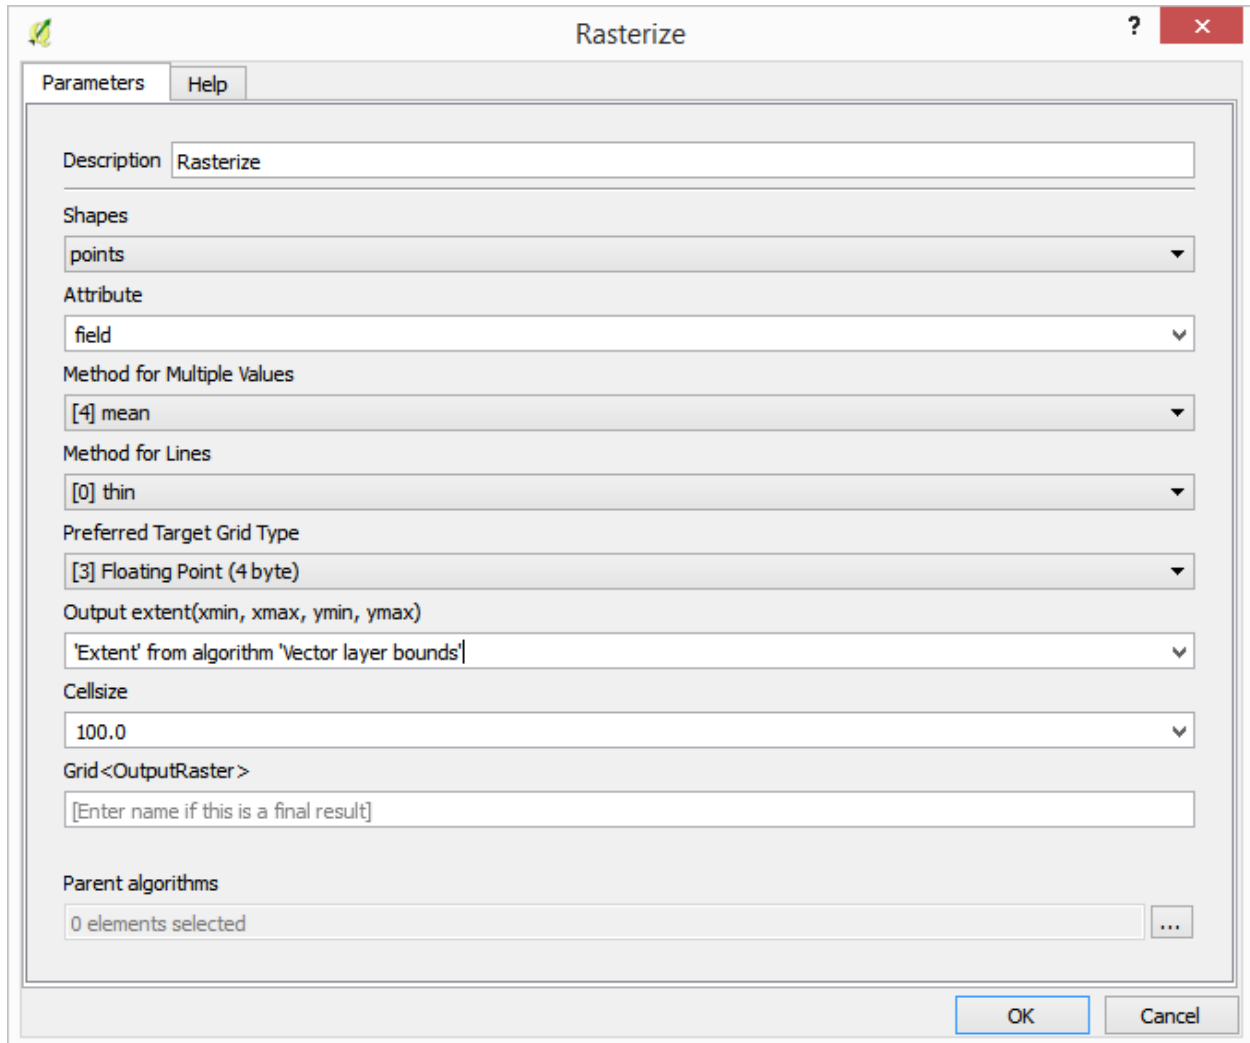 Rasterize
?
Parameters
Help
Description Rasterize
Shapes
points
Attribute
field
Method for Multiple Values
[4] mean
Method for Lines
[0] thin
Preferred Target Grid Type
[3] Floating Point (4 byte)
Output extent(xmin, xmax, ymin, ymax)
'Extent' from algorithm 'Vector layer bounds'
Cellsize
100.0
Grid<OutputRaster>
[Enter name if this is a final result]
Parent algorithms
0 elements selected
...
OK
Cancel